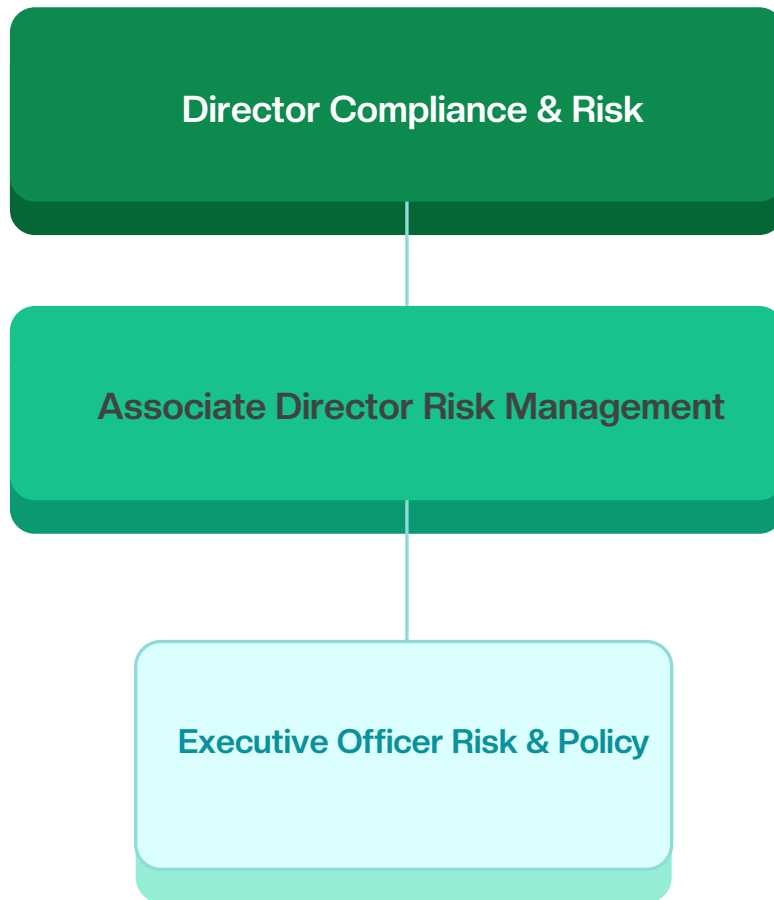 Director Compliance & Risk
Associate Director Risk Management
Executive Officer Risk & Policy